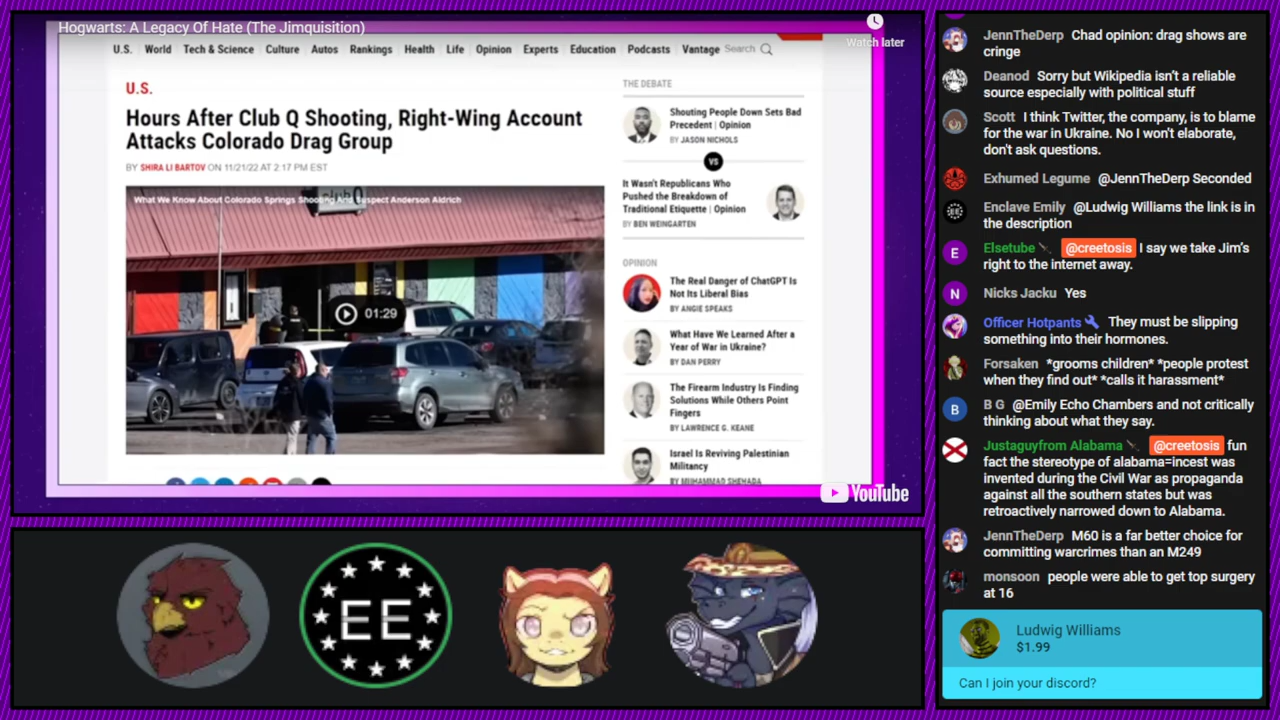 Hogwarts: A Legacy Of Hate (The Jimquisition)
Watch later
U.S. World Tech & Science Culture Autos Rankings Health Life Opinion Experts Education Podcasts Vantage Search
U.S.
Hours After Club Q Shooting, Right-Wing Account
Attacks Colorado Drag Group
BY SHIRA LI BARTOV ON 11/21/22 AT 2:17 PM EST
What We Know About Colorado Springs Shooting And Suspect Anderson Aldrich
01:29
THE DEBATE
Shouting People Down Sets Bad
Precedent | Opinion
BY JASON NICHOLS
VS
It Wasn't Republicans Who
Pushed the Breakdown of
Traditional Etiquette | Opinion
BY BEN WEINGARTEN
OPINION
The Real Danger of ChatGPT Is
Not Its Liberal Bias
BY ANGIE SPEAKS
What Have We Learned After a
Year of War in Ukraine?
BY DAN PERRY
The Firearm Industry Is Finding
Solutions While Others Point
Fingers
BY LAWRENCE G. KEANE
Israel Is Reviving Palestinian
Militancy
BY MUHAMMAD SHEHADA
YouTube
EE
JennTheDerp Chad opinion: drag shows are
cringe
Deanod Sorry but Wikipedia isn't a reliable
source especially with political stuff
Scott I think Twitter, the company, is to blame
for the war in Ukraine. No I won't elaborate,
don't ask questions.
Exhumed Legume @JennTheDerp Seconded
EE
Enclave Emily @Ludwig Williams the link is in
the description
E
Elsetube @creetosis I say we take Jim's
right to the internet away.
N
Nicks Jacku Yes
Officer Hotpants They must be slipping
something into their hormones.
Forsaken *grooms children* *people protest
when they find out* *calls it harassment*
B
B G @Emily Echo Chambers and not critically
thinking about what they say.
Justaguyfrom Alabama @creetosis fun
fact the stereotype of alabama=incest was
invented during the Civil War as propaganda
against all the southern states but was
retroactively narrowed down to Alabama.
JennTheDerp M60 is a far better choice for
committing warcrimes than an M249
monsoon people were able to get top surgery
at 16
Ludwig Williams
$1.99
Can I join your discord?